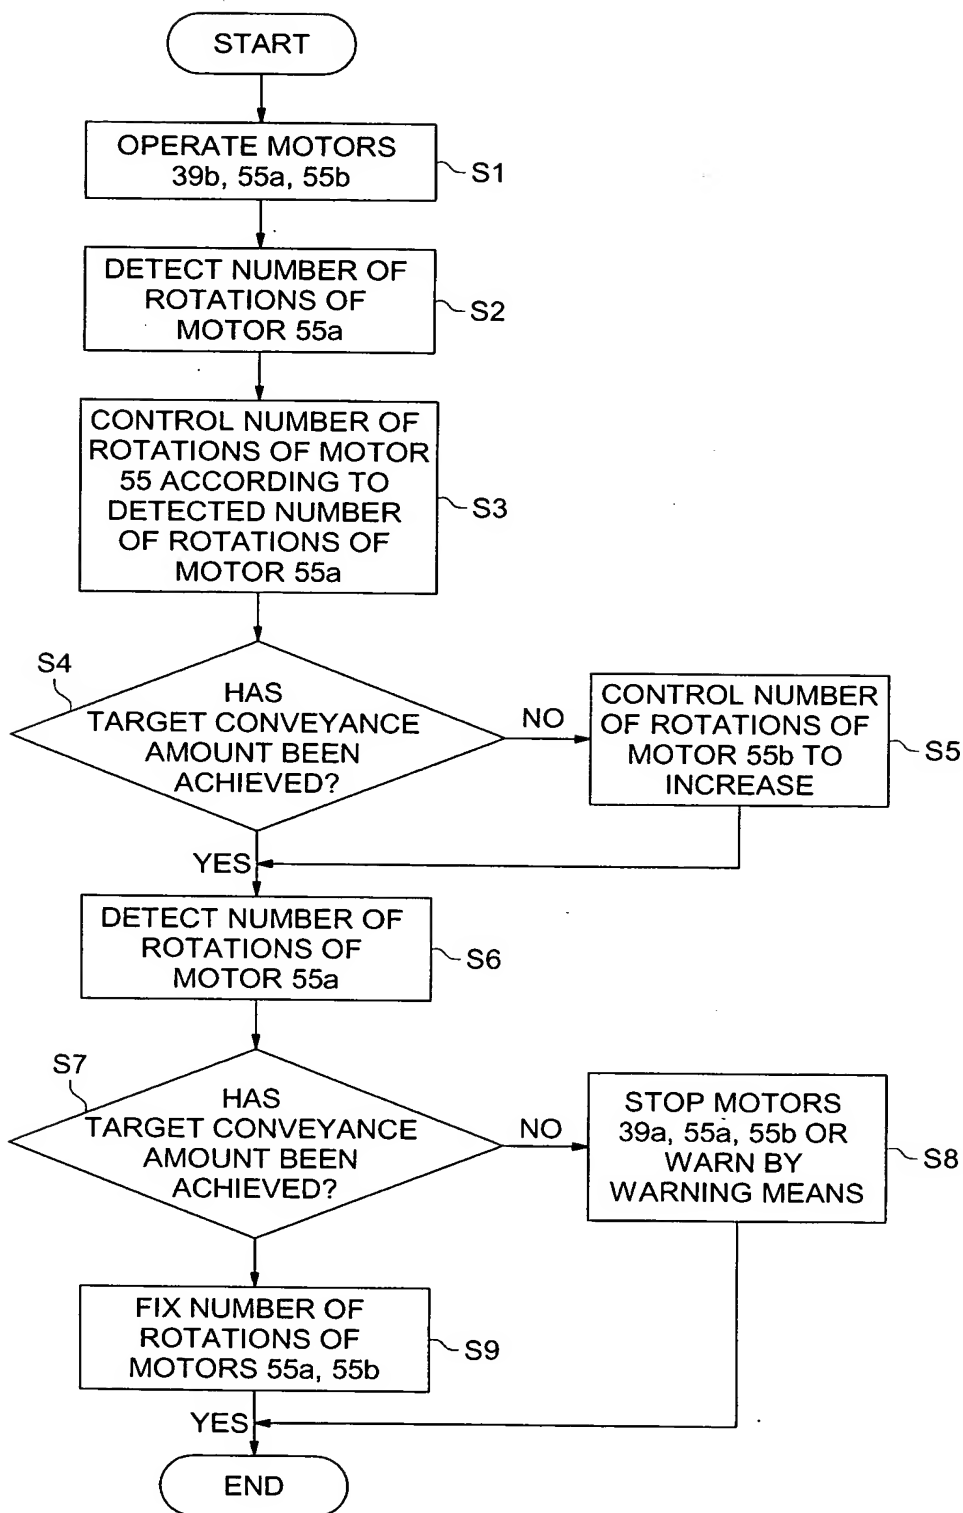 START
OPERATE MOTORS
39b, 55a, 55b
S1
DETECT NUMBER OF
ROTATIONS OF
MOTOR 55a
S2
CONTROL NUMBER OF
ROTATIONS OF MOTOR
55 ACCORDING TO
DETECTED NUMBER
OF ROTATIONS OF
MOTOR 55a
S3
S4
HAS
TARGET CONVEYANCE
AMOUNT BEEN
ACHIEVED?
NO
CONTROL NUMBER
OF ROTATIONS OF
MOTOR 55b TO
INCREASE
S5
YES
DETECT NUMBER OF
ROTATIONS OF
MOTOR 55a
S6
S7
HAS
TARGET CONVEYANCE
AMOUNT BEEN
ACHIEVED?
NO
STOP MOTORS
39a, 55a, 55b OR
WARN BY
WARNING MEANS
S8
FIX NUMBER OF
ROTATIONS OF
MOTORS 55a, 55b
S9
YES
END